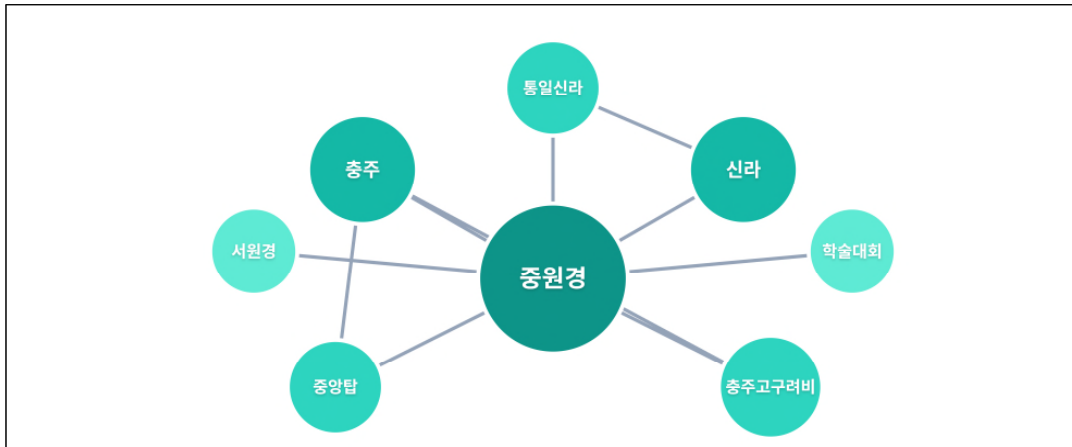 통일신라
충주
신라
서원경
중원경
학술대회
중앙탑
충주고구려비